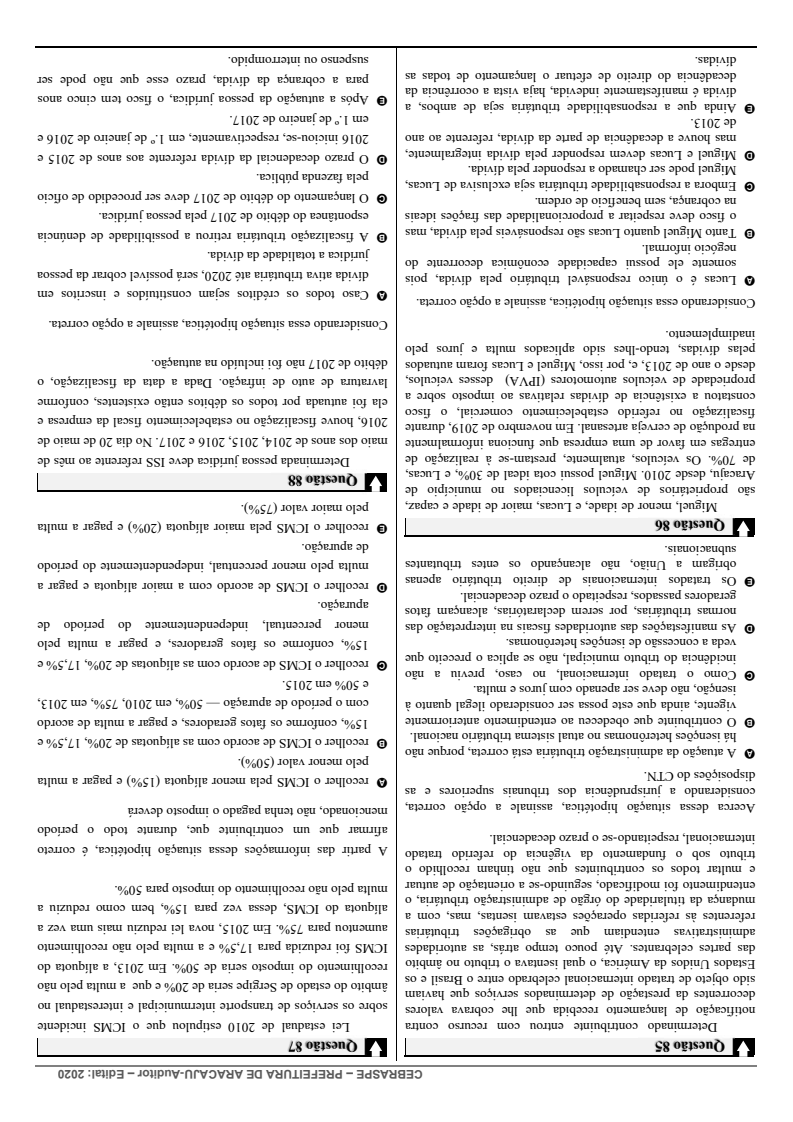 CEBRASPE – PREFEITURA DE ARACAJU-Auditor – Edital: 2020
Questão 85
Determinado contribuinte entrou com recurso contra
notificação de lançamento recebida que lhe cobrava valores
decorrentes da prestação de determinados serviços que haviam
sido objeto de tratado internacional celebrado entre o Brasil e os
Estados Unidos da América, o qual isentava o tributo no âmbito
das partes celebrantes. Até pouco tempo atrás, as autoridades
administrativas entendiam que as obrigações tributárias
referentes às referidas operações estavam isentas, mas, com a
mudança da titularidade do órgão de administração tributária, o
entendimento foi modificado, seguindo-se a orientação de autuar
e multar todos os contribuintes que não tinham recolhido o
tributo sob o fundamento da vigência do referido tratado
internacional, respeitando-se o prazo decadencial.
Acerca dessa situação hipotética, assinale a opção correta,
considerando a jurisprudência dos tribunais superiores e as
disposições do CTN.
A A atuação da administração tributária está correta, porque não
há isenções heterônomas no atual sistema tributário nacional.
B O contribuinte que obedeceu ao entendimento anteriormente
vigente, ainda que este possa ser considerado ilegal quanto à
isenção, não deve ser apenado com juros e multa.
C Como o tratado internacional, no caso, previu a não
incidência do tributo municipal, não se aplica o preceito que
veda a concessão de isenções heterônomas.
D As manifestações das autoridades fiscais na interpretação das
normas tributárias, por serem declaratórias, alcançam fatos
geradores passados, respeitado o prazo decadencial.
E Os tratados internacionais de direito tributário apenas
obrigam a União, não alcançando os entes tributantes
subnacionais.
Questão 86
Miguel, menor de idade, e Lucas, maior de idade e capaz,
são proprietários de veículos licenciados no município de
Aracaju, desde 2010. Miguel possui cota ideal de 30%, e Lucas,
de 70%. Os veículos, atualmente, prestam-se à realização de
entregas em favor de uma empresa que funciona informalmente
na produção de cerveja artesanal. Em novembro de 2019, durante
fiscalização no referido estabelecimento comercial, o fisco
constatou a existência de dívidas relativas ao imposto sobre a
propriedade de veículos automotores (IPVA) desses veículos,
desde o ano de 2013, e, por isso, Miguel e Lucas foram autuados
pelas dívidas, tendo-lhes sido aplicados multa e juros pelo
inadimplemento.
Considerando essa situação hipotética, assinale a opção correta.
A Lucas é o único responsável tributário pela dívida, pois
somente ele possui capacidade econômica decorrente do
negócio informal.
B Tanto Miguel quanto Lucas são responsáveis pela dívida, mas
o fisco deve respeitar a proporcionalidade das frações ideais
na cobrança, sem benefício de ordem.
C Embora a responsabilidade tributária seja exclusiva de Lucas,
Miguel pode ser chamado a responder pela dívida.
D Miguel e Lucas devem responder pela dívida integralmente,
mas houve a decadência de parte da dívida, referente ao ano
de 2013.
E Ainda que a responsabilidade tributária seja de ambos, a
dívida é manifestamente indevida, haja vista a ocorrência da
decadência do direito de efetuar o lançamento de todas as
dívidas.
Questão 87
Lei estadual de 2010 estipulou que o ICMS incidente
sobre os serviços de transporte intermunicipal e interestadual no
âmbito do estado de Sergipe seria de 20% e que a multa pelo não
recolhimento do imposto seria de 50%. Em 2013, a alíquota do
ICMS foi reduzida para 17,5% e a multa pelo não recolhimento
aumentou para 75%. Em 2015, nova lei reduziu mais uma vez a
alíquota do ICMS, dessa vez para 15%, bem como reduziu a
multa pelo não recolhimento do imposto para 50%.
A partir das informações dessa situação hipotética, é correto
afirmar que um contribuinte que, durante todo o período
mencionado, não tenha pagado o imposto deverá
A recolher o ICMS pela menor alíquota (15%) e pagar a multa
pelo menor valor (50%).
B recolher o ICMS de acordo com as alíquotas de 20%, 17,5% e
15%, conforme os fatos geradores, e pagar a multa de acordo
com o período de apuração — 50%, em 2010, 75%, em 2013,
e 50% em 2015.
C recolher o ICMS de acordo com as alíquotas de 20%, 17,5% e
15%, conforme os fatos geradores, e pagar a multa pelo
menor percentual, independentemente do período de
apuração.
D recolher o ICMS de acordo com a maior alíquota e pagar a
multa pelo menor percentual, independentemente do período
de apuração.
E recolher o ICMS pela maior alíquota (20%) e pagar a multa
pelo maior valor (75%).
Questão 88
Determinada pessoa jurídica deve ISS referente ao mês de
maio dos anos de 2014, 2015, 2016 e 2017. No dia 20 de maio de
2016, houve fiscalização no estabelecimento fiscal da empresa e
ela foi autuada por todos os débitos então existentes, conforme
lavratura de auto de infração. Dada a data da fiscalização, o
débito de 2017 não foi incluído na autuação.
Considerando essa situação hipotética, assinale a opção correta.
A Caso todos os créditos sejam constituídos e inscritos em
dívida ativa tributária até 2020, será possível cobrar da pessoa
jurídica a totalidade da dívida.
B A fiscalização tributária retirou a possibilidade de denúncia
espontânea do débito de 2017 pela pessoa jurídica.
C O lançamento do débito de 2017 deve ser procedido de ofício
pela fazenda pública.
D O prazo decadencial da dívida referente aos anos de 2015 e
2016 iniciou-se, respectivamente, em 1.º de janeiro de 2016 e
em 1.º de janeiro de 2017.
E Após a autuação da pessoa jurídica, o fisco tem cinco anos
para a cobrança da dívida, prazo esse que não pode ser
suspenso ou interrompido.